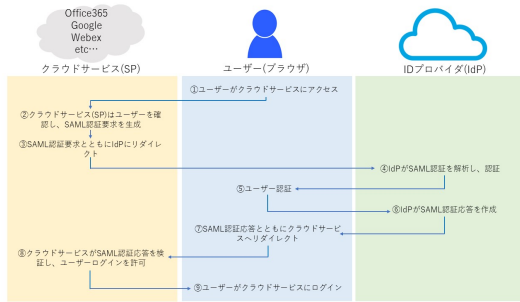 Office365
Google
Webex
etc…
クラウドサービス(SP)
ユーザー(ブラウザ)
IDプロバイダ(IdP)
①ユーザーがクラウドサービスにアクセス
②クラウドサービス(SP)はユーザーを確
認し、SAML認証要求を生成
③SAML認証要求とともにIdPにリダイレ
クト
④IdPがSAML認証を解析し、認証
⑤ユーザー認証
⑥IdPがSAML認証応答を作成
⑦SAML認証応答とともにクラウドサービ
スへリダイレクト
⑧クラウドサービスがSAML認証応答を検
証し、ユーザーログインを許可
⑨ユーザーがクラウドサービスにログイン